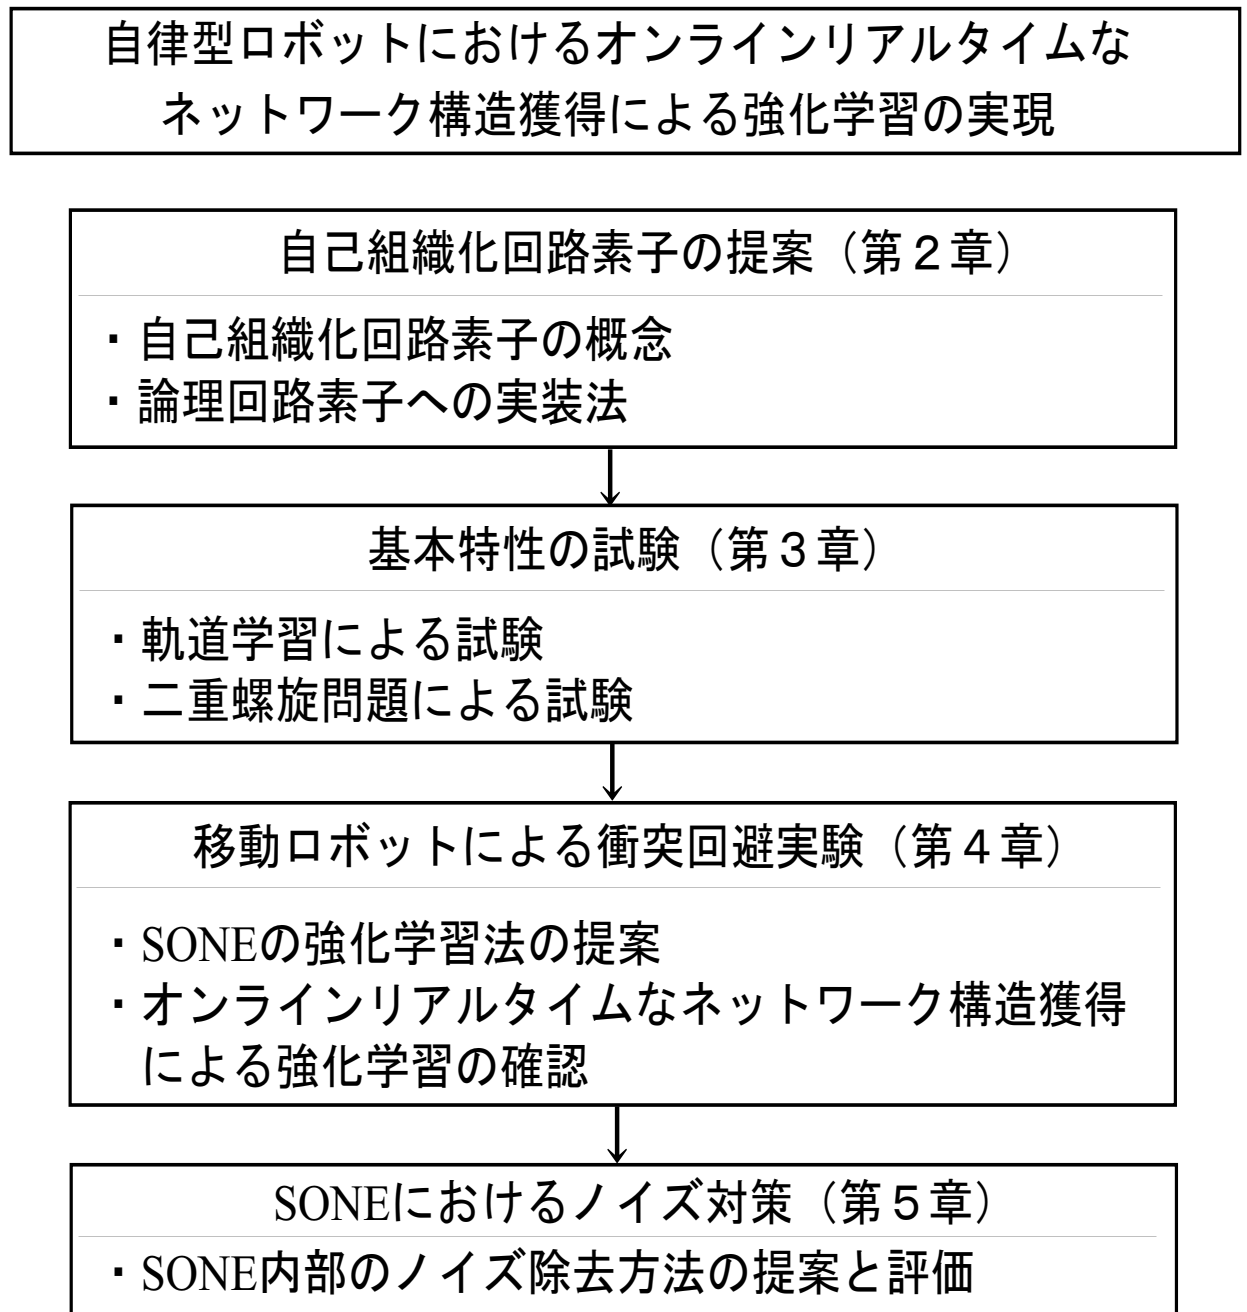 自律型ロボットにおけるオンラインリアルタイムな
ネットワーク構造獲得による強化学習の実現
自己組織化回路素子の提案（第２章）
・自己組織化回路素子の概念
・論理回路素子への実装法
基本特性の試験（第３章）
・軌道学習による試験
・二重螺旋問題による試験
移動ロボットによる衝突回避実験（第４章）
・SONEの強化学習法の提案
・オンラインリアルタイムなネットワーク構造獲得
による強化学習の確認
SONEにおけるノイズ対策（第５章）
・SONE内部のノイズ除去方法の提案と評価